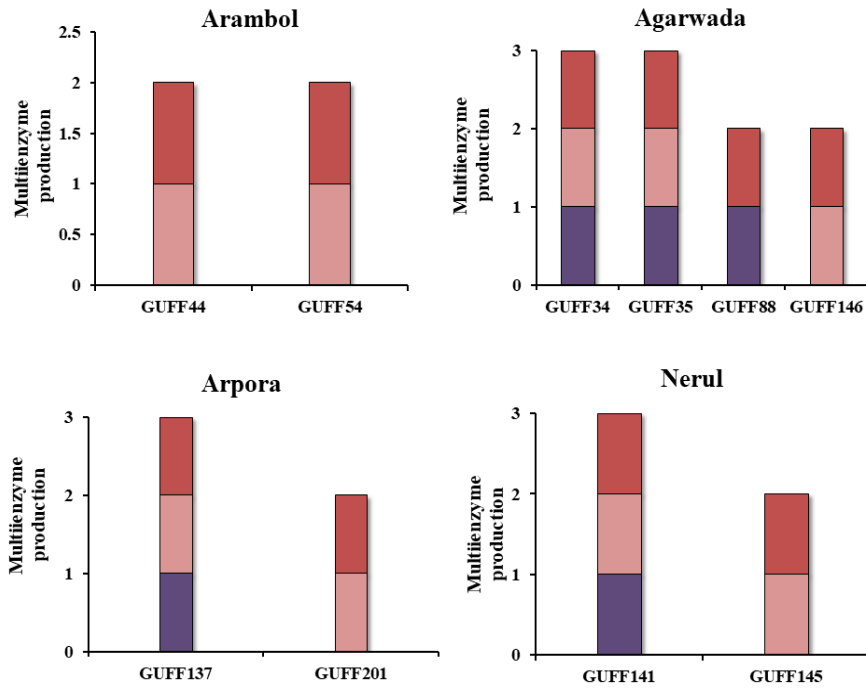 Arambol
Multiienzyme
production
2.5
2
1.5
1
0.5
0
GUFF44 GUFF54
Agarwada
Multiienzyme
production
3
2
1
0
GUFF34 GUFF35 GUFF88 GUFF146
Arpora
Multiienzyme
production
3
2
1
0
GUFF137 GUFF201
Nerul
Multiienzyme
production
3
2
1
0
GUFF141 GUFF145